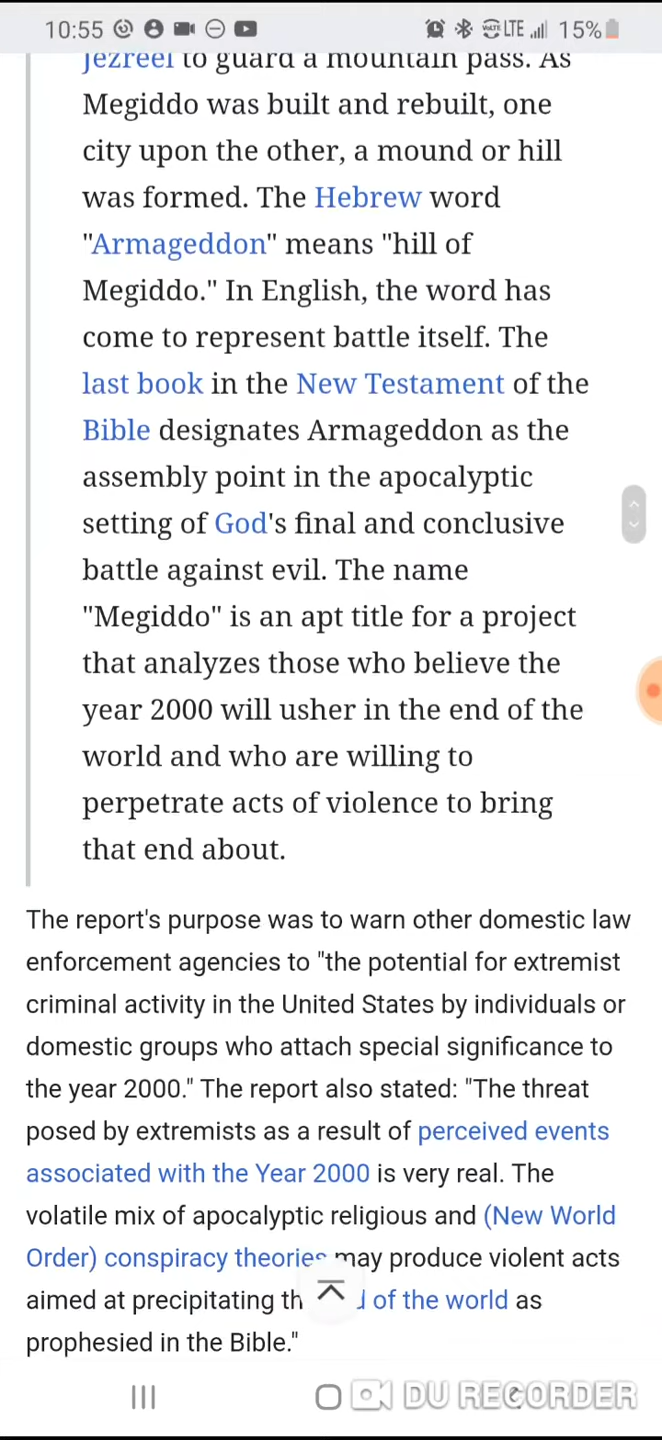 10:55
LTE 15%
Jezreel to guard a mountain pass. As
Megiddo was built and rebuilt, one
city upon the other, a mound or hill
was formed. The Hebrew word
"Armageddon" means "hill of
Megiddo." In English, the word has
come to represent battle itself. The
last book in the New Testament of the
Bible designates Armageddon as the
assembly point in the apocalyptic
setting of God's final and conclusive
battle against evil. The name
"Megiddo" is an apt title for a project
that analyzes those who believe the
year 2000 will usher in the end of the
world and who are willing to
perpetrate acts of violence to bring
that end about.
The report's purpose was to warn other domestic law
enforcement agencies to "the potential for extremist
criminal activity in the United States by individuals or
domestic groups who attach special significance to
the year 2000." The report also stated: "The threat
posed by extremists as a result of perceived events
associated with the Year 2000 is very real. The
volatile mix of apocalyptic religious and (New World
Order) conspiracy theories may produce violent acts
aimed at precipitating of the world as
prophesied in the Bible."
DU RECORDER